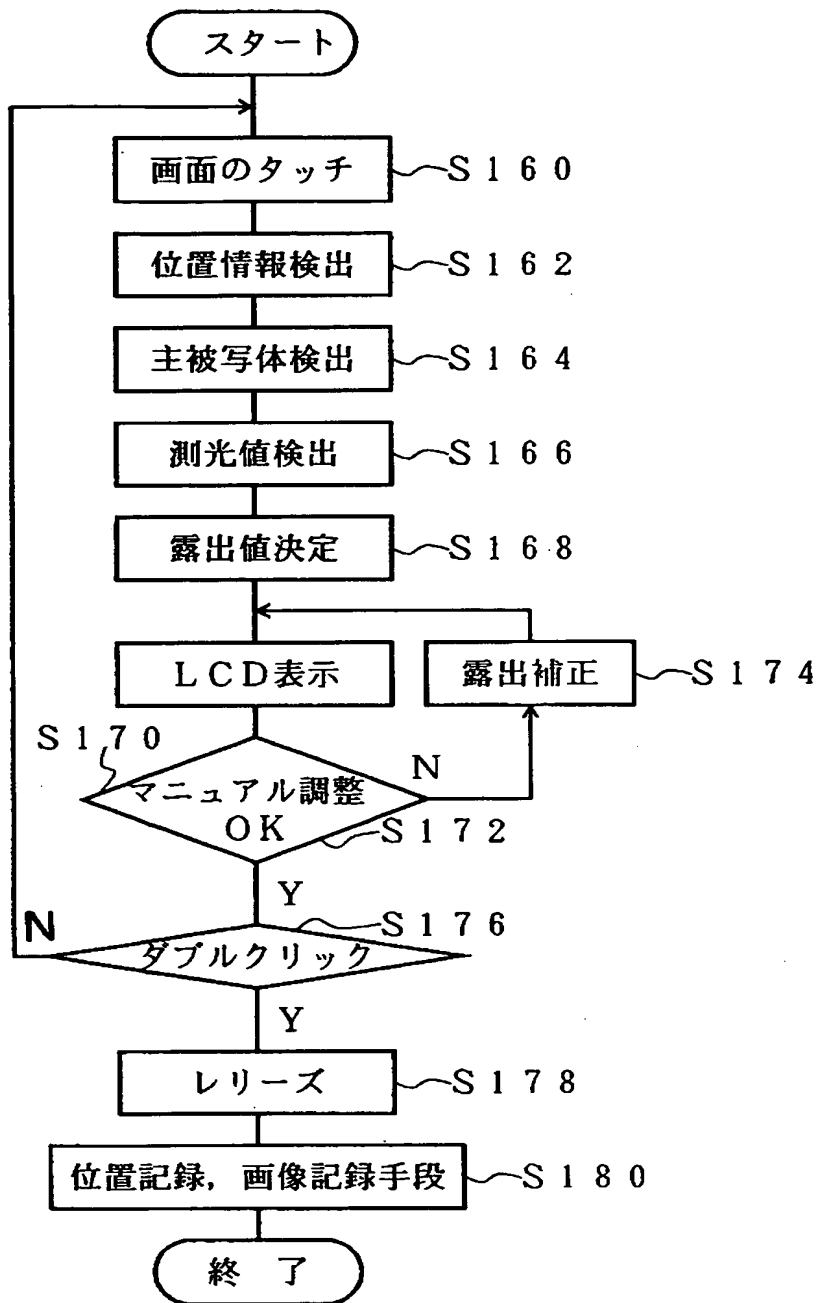 スタート
画面のタッチ
S160
位置情報検出
S162
主被写体検出
S164
測光値検出
S166
露出値決定
S168
LCD表示
露出補正
S174
S170
マニュアル調整
OK
N
S172
Y
S176
N
ダブルクリック
Y
レリーズ
S178
位置記録，画像記録手段
S180
終 了